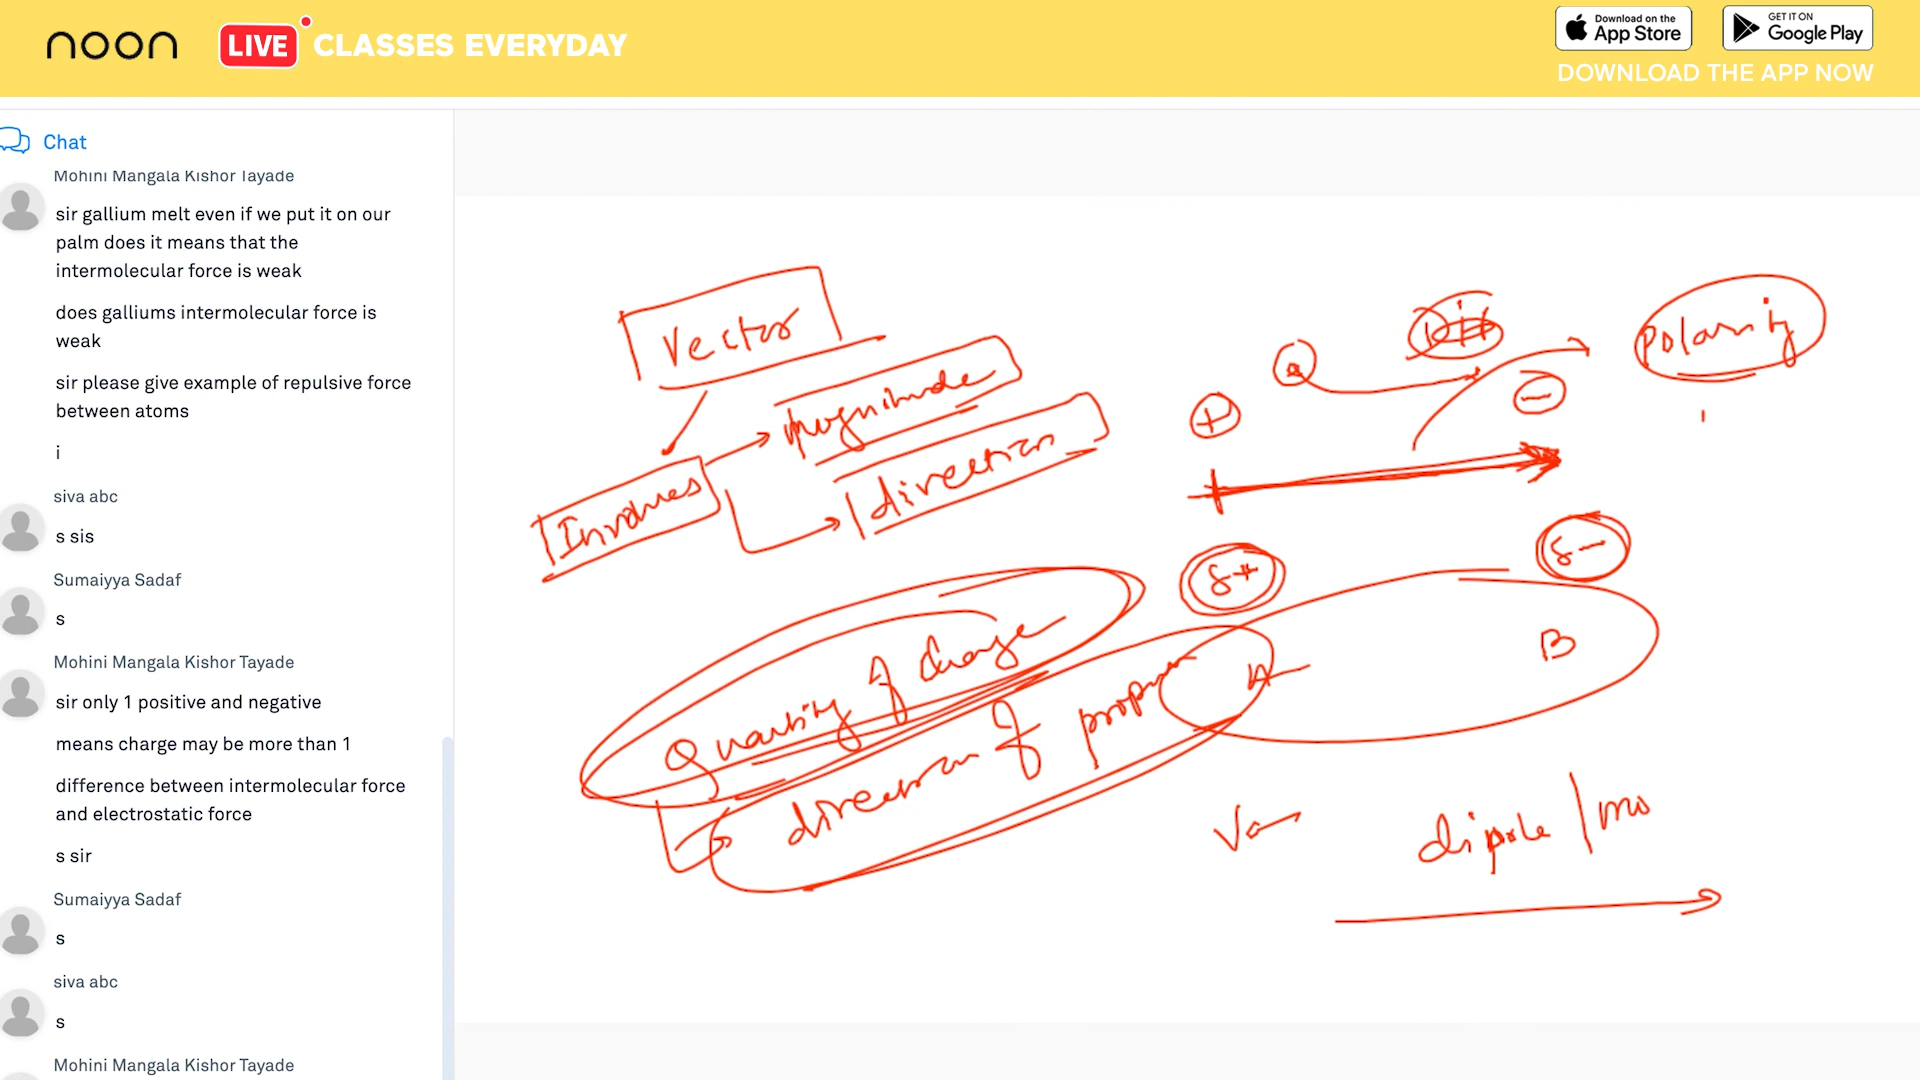 noon LIVE CLASSES EVERYDAY
Download on the App Store
GET IT ON Google Play
DOWNLOAD THE APP NOW
Chat
Mohini Mangala Kishor Tayade
sir gallium melt even if we put it on our
palm does it means that the
intermolecular force is weak
does galliums intermolecular force is
weak
sir please give example of repulsive force
between atoms
i
siva abc
s sis
Sumaiyya Sadaf
s
Mohini Mangala Kishor Tayade
sir only 1 positive and negative
means charge may be more than 1
difference between intermolecular force
and electrostatic force
s sir
Sumaiyya Sadaf
s
siva abc
s
Mohini Mangala Kishor Tayade
Vector
magnitude
Involves
direction
polarity
+
−
δ+
δ−
A
B
Quantity of charge
direction of
dipole / mo